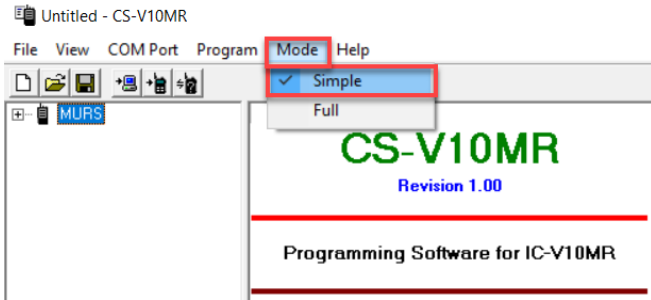 Untitled - CS-V10MR
File View COM Port Program Mode Help
Simple
Full
MURS
CS-V10MR
Revision 1.00
Programming Software for IC-V10MR